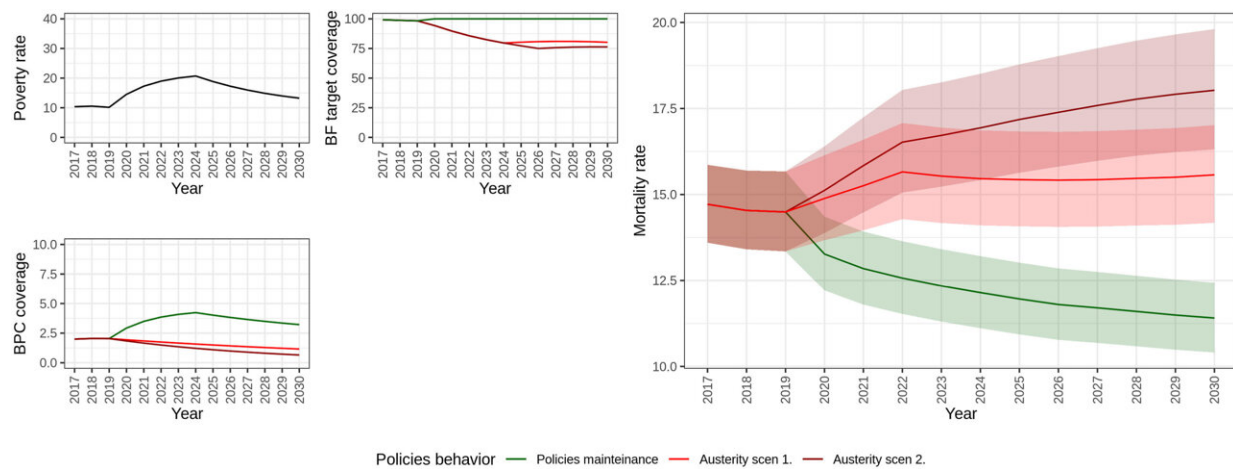 Poverty rate
40
30
20
10
0
2017 2018 2019 2020 2021 2022 2023 2024 2025 2026 2027 2028 2029 2030
Year
BF target coverage
100
75
50
25
0
2017 2018 2019 2020 2021 2022 2023 2024 2025 2026 2027 2028 2029 2030
Year
BPC coverage
10.0
7.5
5.0
2.5
0.0
2017 2018 2019 2020 2021 2022 2023 2024 2025 2026 2027 2028 2029 2030
Year
Mortality rate
20.0
17.5
15.0
12.5
10.0
2017 2018 2019 2020 2021 2022 2023 2024 2025 2026 2027 2028 2029 2030
Year
Policies behavior Policies mainteinance Austerity scen 1. Austerity scen 2.